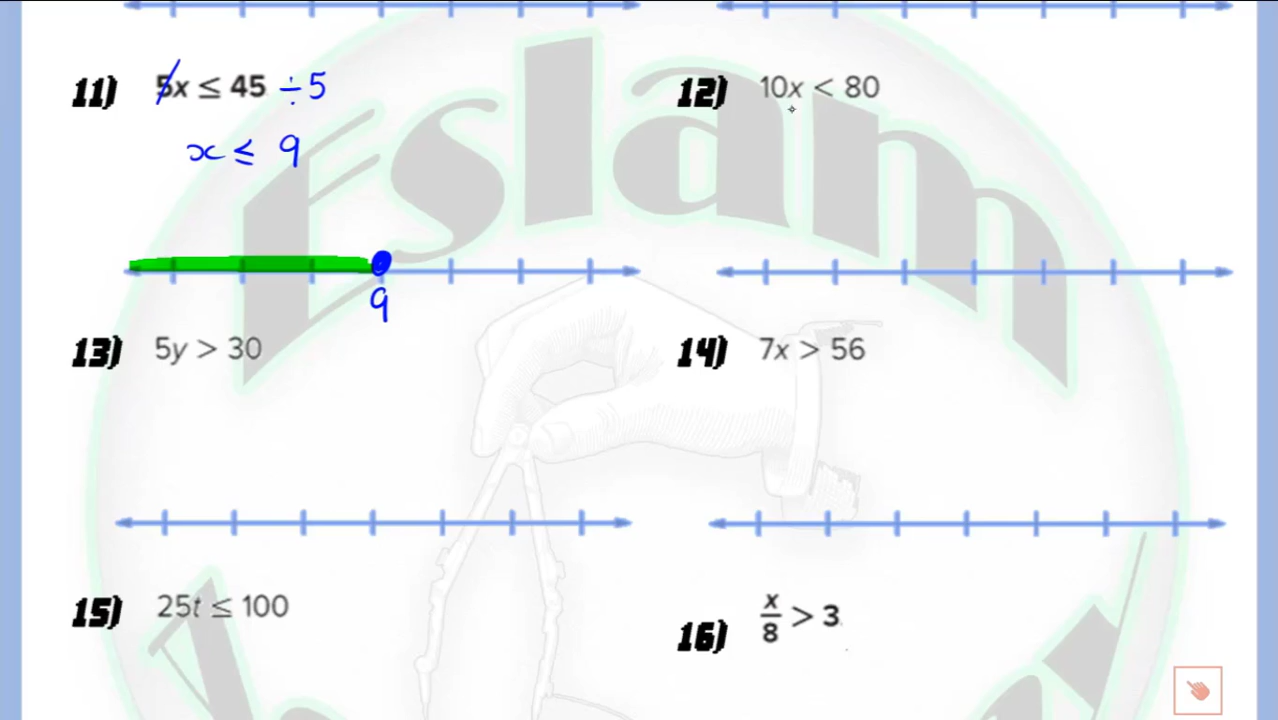 11) 5x ≤ 45 ÷5
x ≤ 9
9
12) 10x < 80
13) 5y > 30
14) 7x > 56
15) 25t ≤ 100
16) x/8 > 3
Eslam